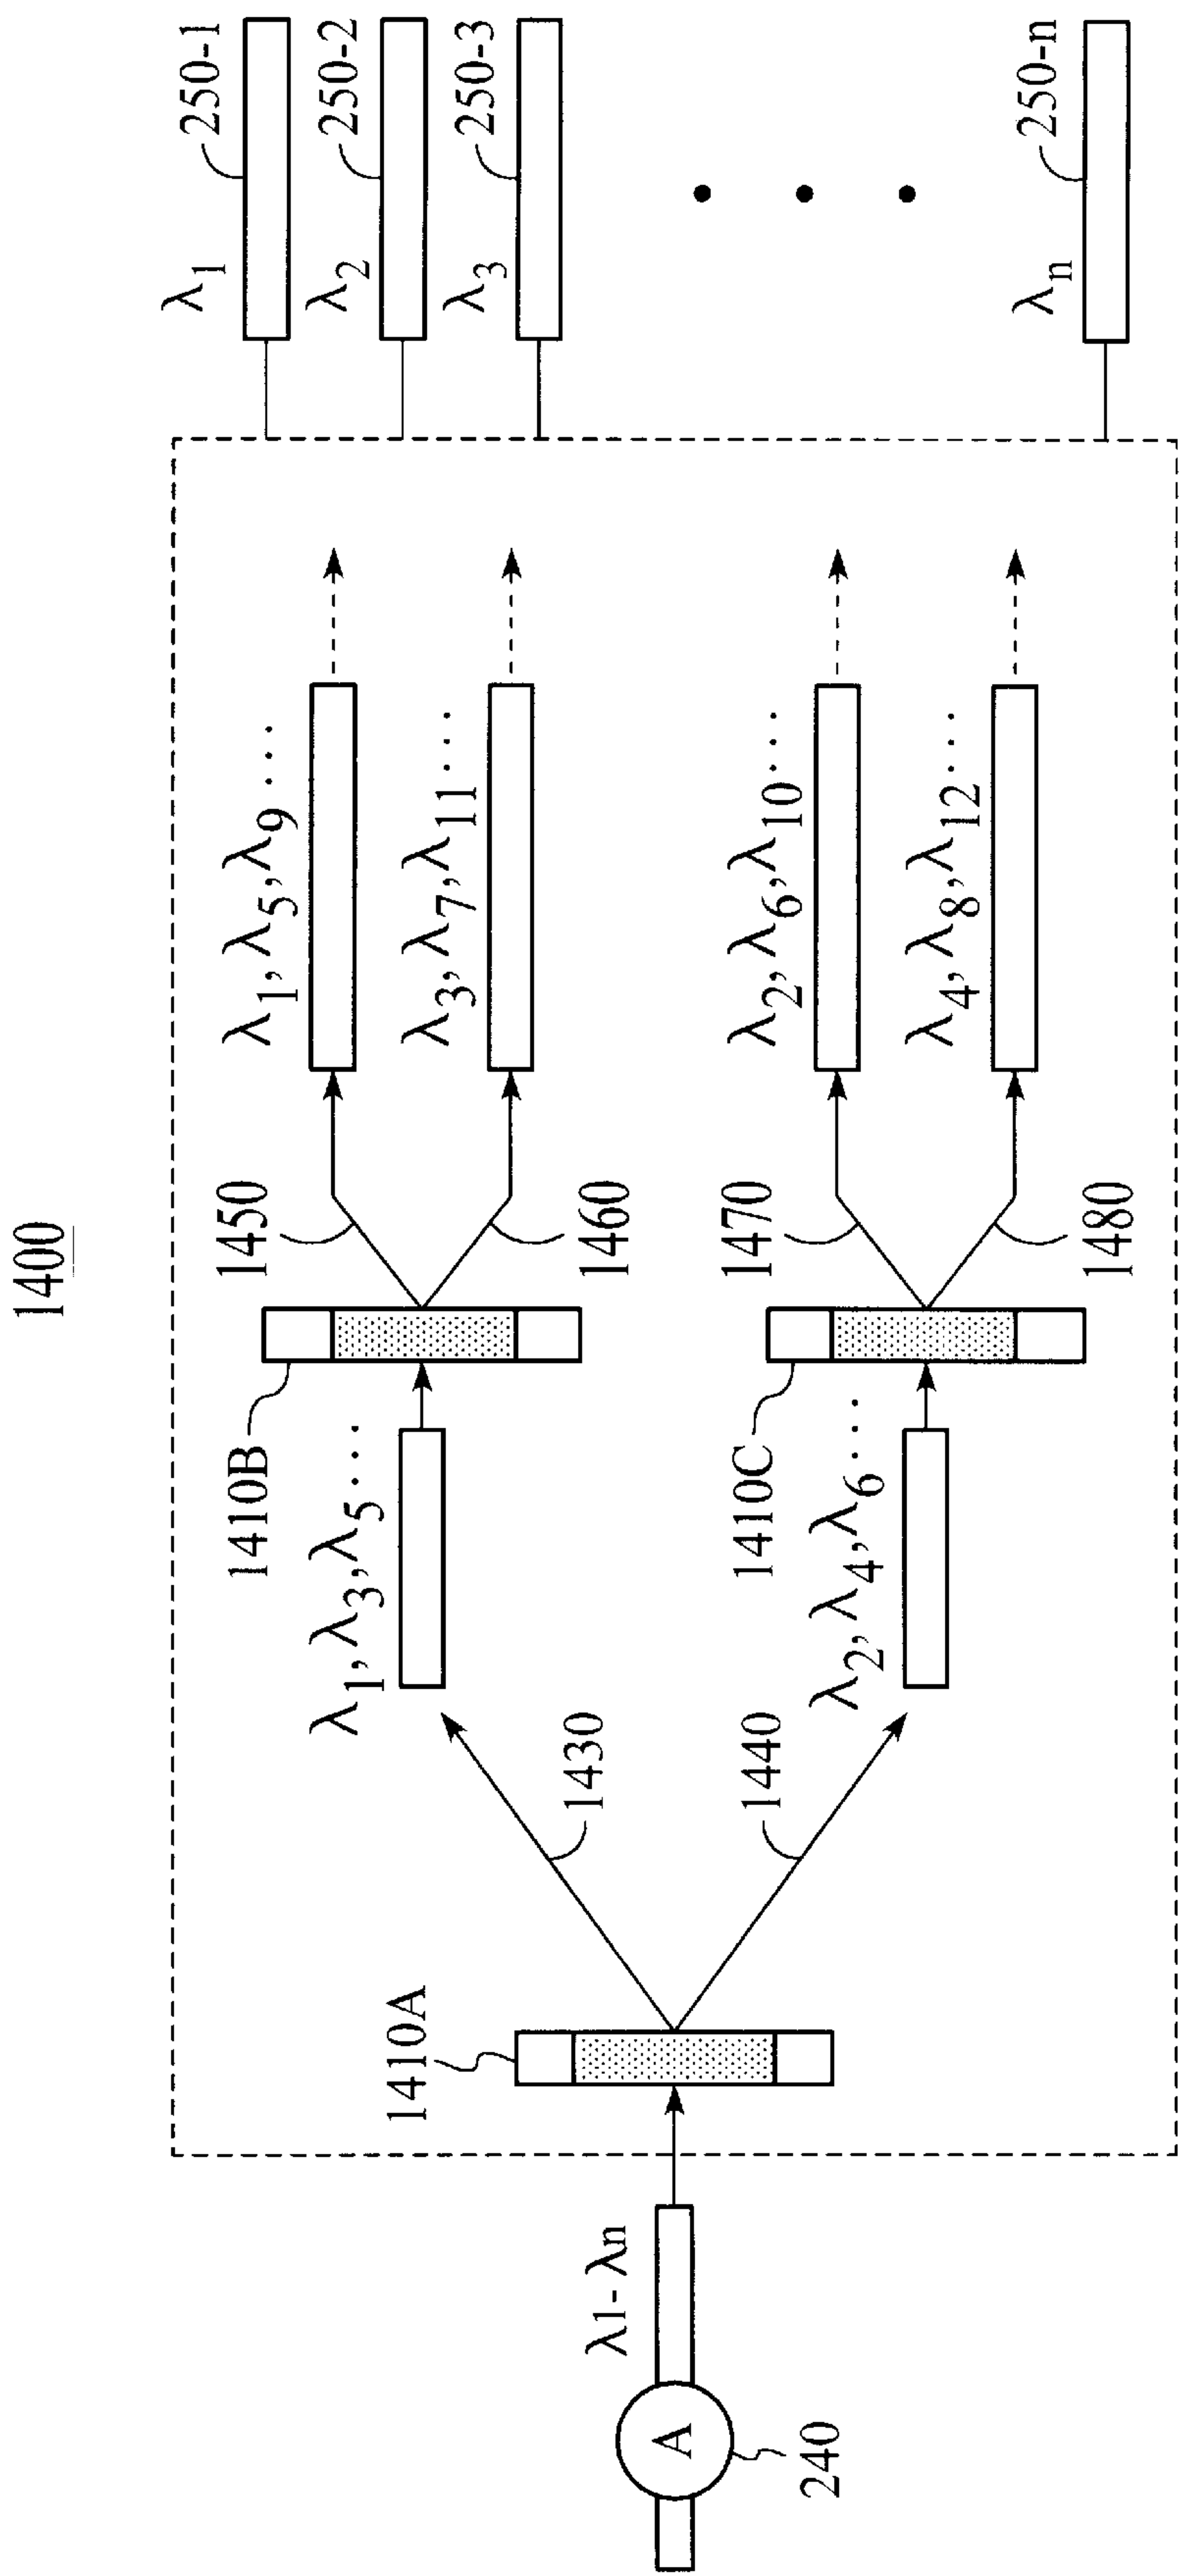 1400
A
240
λ1-λn
1410A
1430
1440
λ1,λ3,λ5...
λ2,λ4,λ6...
1410B
1410C
1450
1460
1470
1480
λ1,λ5,λ9...
λ3,λ7,λ11...
λ2,λ6,λ10...
λ4,λ8,λ12...
λ1
250-1
λ2
250-2
λ3
250-3
λn
250-n